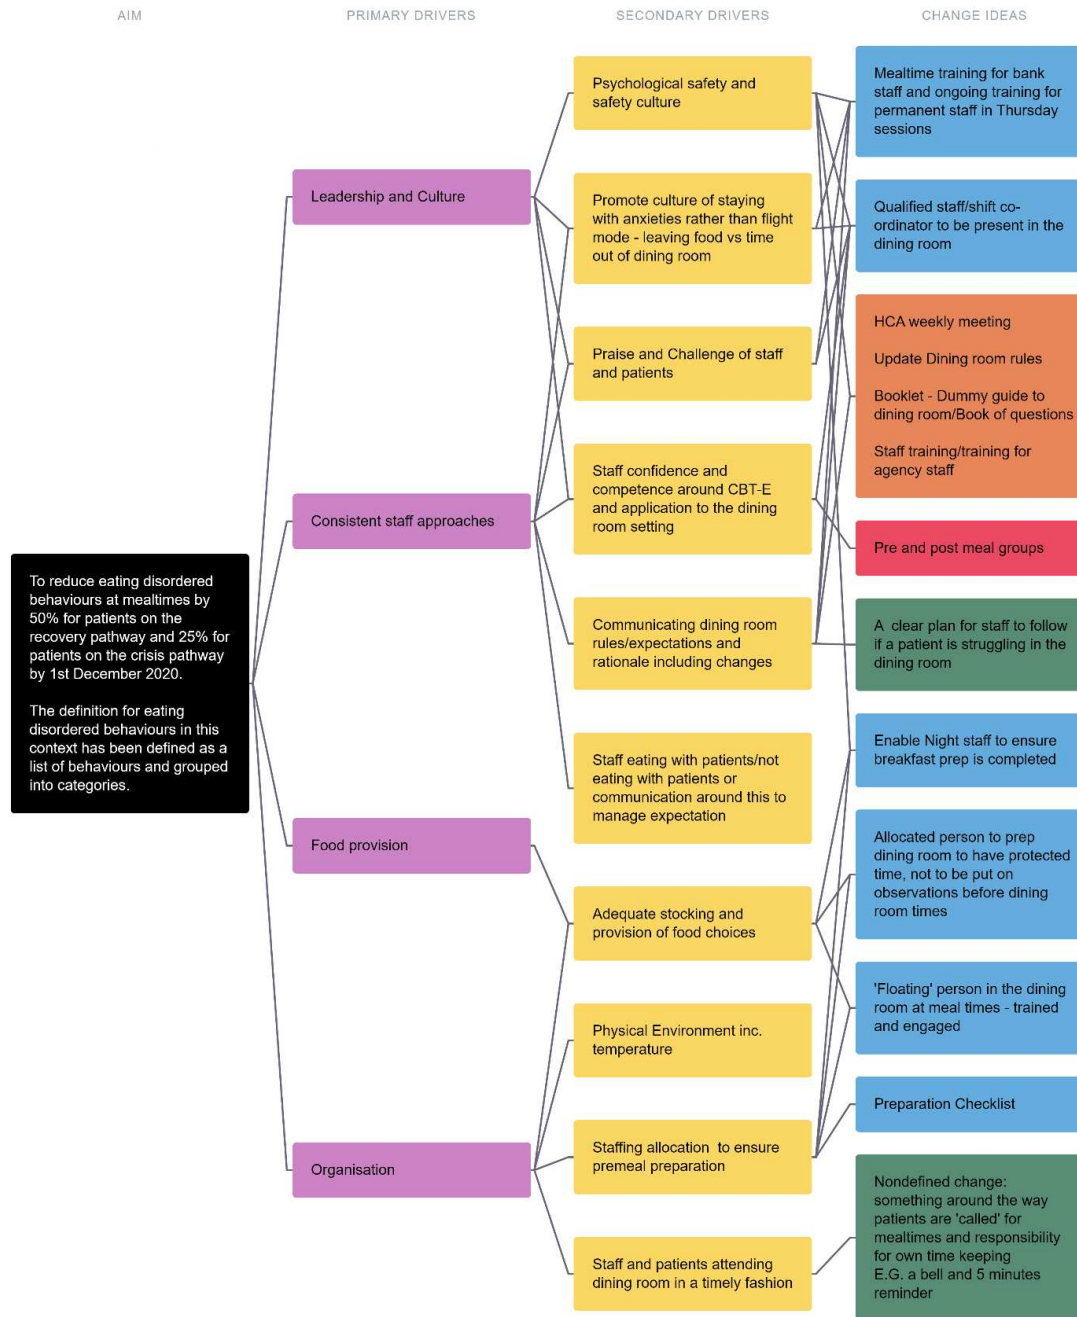 AIM
PRIMARY DRIVERS
SECONDARY DRIVERS
CHANGE IDEAS
To reduce eating disordered
behaviours at mealtimes by
50% for patients on the
recovery pathway and 25% for
patients on the crisis pathway
by 1st December 2020.
The definition for eating
disordered behaviours in this
context has been defined as a
list of behaviours and grouped
into categories.
Leadership and Culture
Consistent staff approaches
Food provision
Organisation
Psychological safety and
safety culture
Promote culture of staying
with anxieties rather than flight
mode - leaving food vs time
out of dining room
Praise and Challenge of staff
and patients
Staff confidence and
competence around CBT-E
and application to the dining
room setting
Communicating dining room
rules/expectations and
rationale including changes
Staff eating with patients/not
eating with patients or
communication around this to
manage expectation
Adequate stocking and
provision of food choices
Physical Environment inc.
temperature
Staffing allocation to ensure
premeal preparation
Staff and patients attending
dining room in a timely fashion
Mealtime training for bank
staff and ongoing training for
permanent staff in Thursday
sessions
Qualified staff/shift co-
ordinator to be present in the
dining room
HCA weekly meeting
Update Dining room rules
Booklet - Dummy guide to
dining room/Book of questions
Staff training/training for
agency staff
Pre and post meal groups
A clear plan for staff to follow
if a patient is struggling in the
dining room
Enable Night staff to ensure
breakfast prep is completed
Allocated person to prep
dining room to have protected
time, not to be put on
observations before dining
room times
'Floating' person in the dining
room at meal times - trained
and engaged
Preparation Checklist
Nondefined change:
something around the way
patients are 'called' for
mealtimes and responsibility
for own time keeping
E.G. a bell and 5 minutes
reminder